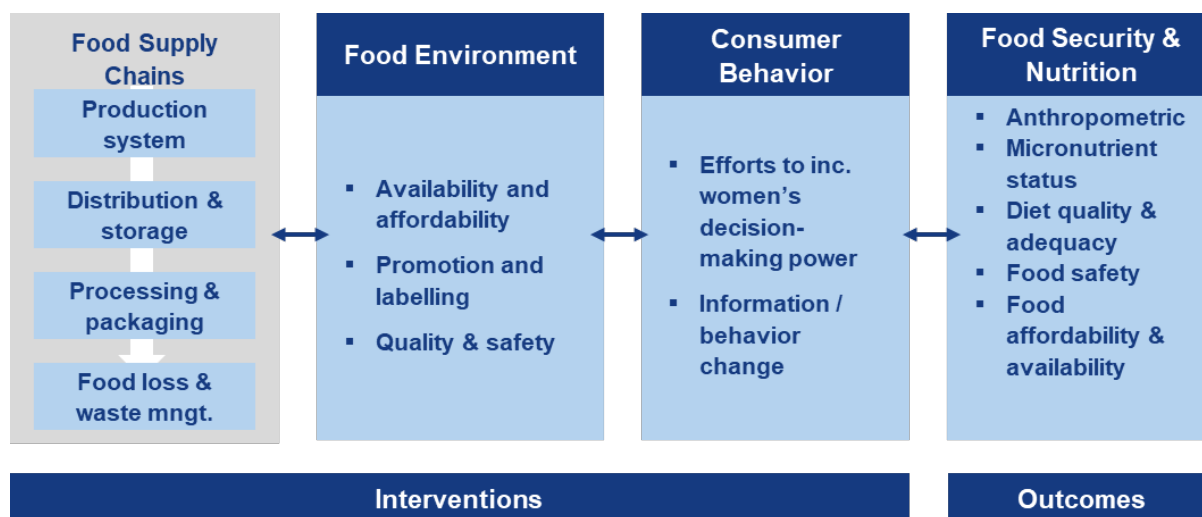 Food Supply
Chains
Production
system
Distribution &
storage
Processing &
packaging
Food loss &
waste mngt.
Food Environment
▪ Availability and
affordability
▪ Promotion and
labelling
▪ Quality & safety
Consumer
Behavior
▪ Efforts to inc.
women’s
decision-
making power
▪ Information /
behavior
change
Food Security &
Nutrition
▪ Anthropometric
▪ Micronutrient
status
▪ Diet quality &
adequacy
▪ Food safety
▪ Food
affordability &
availability
Interventions
Outcomes